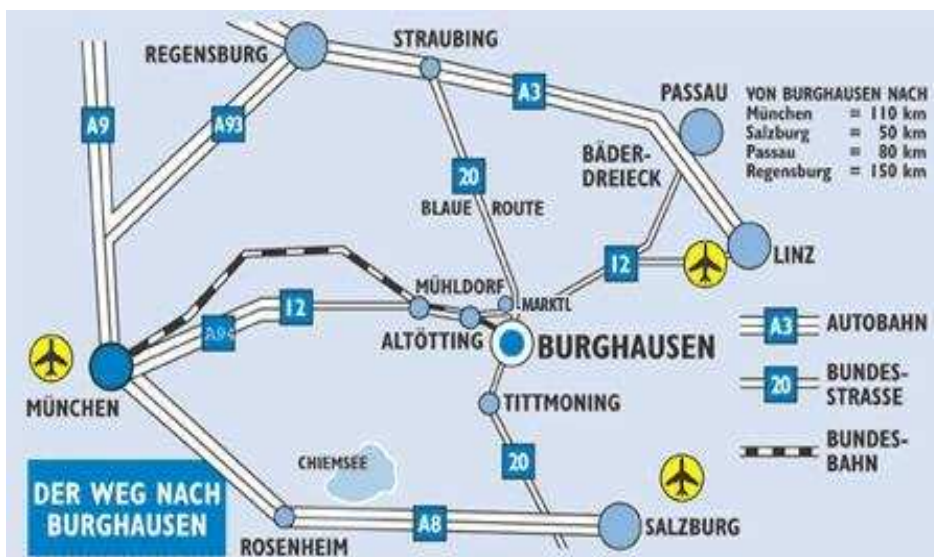 REGENSBURG
STRAUBING
A3
PASSAU
VON BURGHAUSEN NACH
München = 110 km
Salzburg = 50 km
Passau = 80 km
Regensburg = 150 km
A9
A93
BÄDER-
DREIECK
20
BLAUE ROUTE
LINZ
12
MÜHLDORF
MARKTL
12
A94
ALTÖTTING
BURGHAUSEN
A3 AUTOBAHN
MÜNCHEN
TITTMONING
20 BUNDES-
STRASSE
20
BUNDES-
BAHN
CHIEMSEE
DER WEG NACH
BURGHAUSEN
ROSENHEIM
A8
SALZBURG